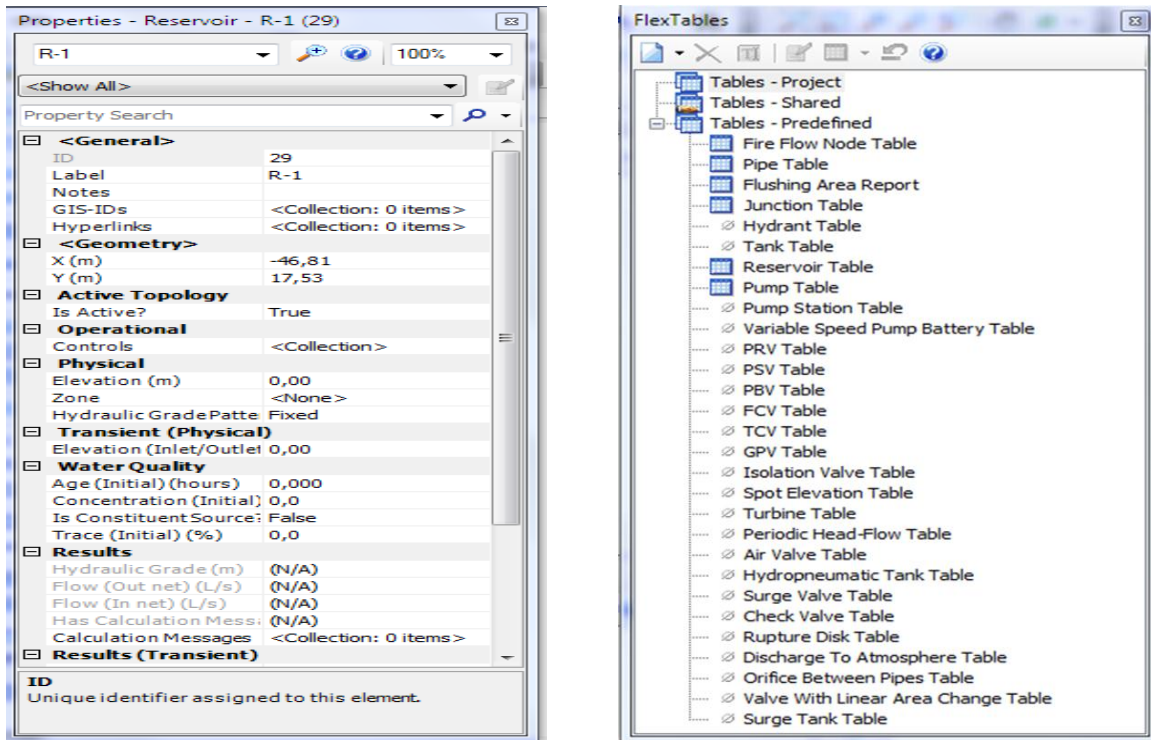 Properties - Reservoir - R-1 (29)
R-1 100%
<Show All>
Property Search
<General>
ID 29
Label R-1
Notes
GIS-IDs <Collection: 0 items>
Hyperlinks <Collection: 0 items>
<Geometry>
X (m) -46,81
Y (m) 17,53
Active Topology
Is Active? True
Operational
Controls <Collection>
Physical
Elevation (m) 0,00
Zone <None>
Hydraulic Grade Patte Fixed
Transient (Physical)
Elevation (Inlet/Outlet 0,00
Water Quality
Age (Initial) (hours) 0,000
Concentration (Initial) 0,0
Is Constituent Source? False
Trace (Initial) (%) 0,0
Results
Hydraulic Grade (m) (N/A)
Flow (Out net) (L/s) (N/A)
Flow (In net) (L/s) (N/A)
Has Calculation Mess (N/A)
Calculation Messages <Collection: 0 items>
Results (Transient)
ID
Unique identifier assigned to this element.
FlexTables
Tables - Project
Tables - Shared
Tables - Predefined
Fire Flow Node Table
Pipe Table
Flushing Area Report
Junction Table
Hydrant Table
Tank Table
Reservoir Table
Pump Table
Pump Station Table
Variable Speed Pump Battery Table
PRV Table
PSV Table
PBV Table
FCV Table
TCV Table
GPV Table
Isolation Valve Table
Spot Elevation Table
Turbine Table
Periodic Head-Flow Table
Air Valve Table
Hydropneumatic Tank Table
Surge Valve Table
Check Valve Table
Rupture Disk Table
Discharge To Atmosphere Table
Orifice Between Pipes Table
Valve With Linear Area Change Table
Surge Tank Table